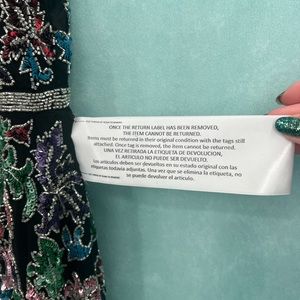 ONCE THE RETURN LABEL HAS BEEN REMOVED,
THE ITEM CANNOT BE RETURNED.
Items must be returned in their original condition with the tags still
attached. Once tag is removed, the item cannot be returned.
UNA VEZ RETIRADA LA ETIQUETA DE DEVOLUCION,
EL ARTICULO NO PUEDE SER DEVUELTO.
Los artículos deben ser devueltos en su estado original con las
etiquetas todavía adjuntas. Una vez que se elimina la etiqueta, no
se puede devolver el artículo.